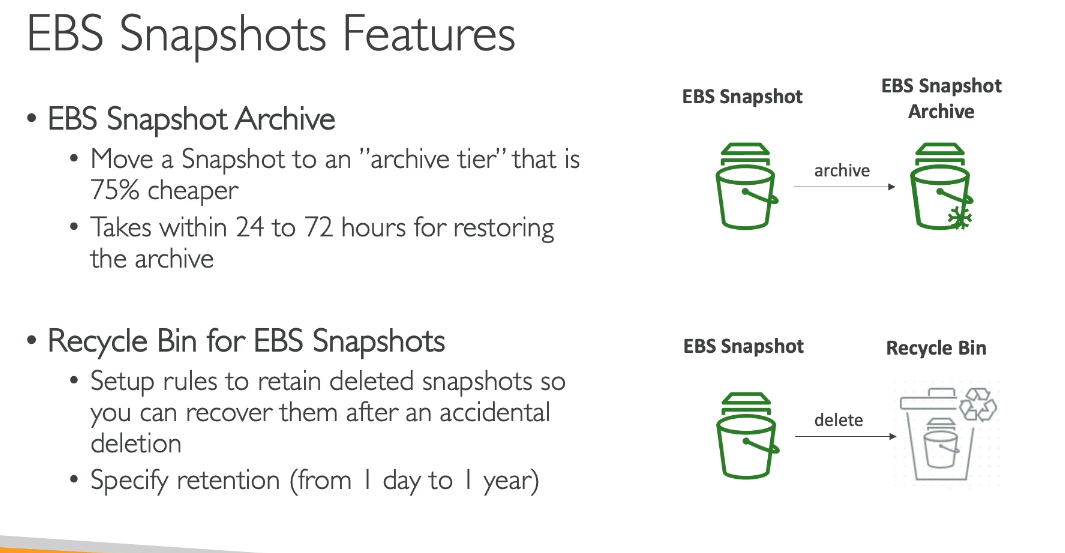 EBS Snapshots Features
• EBS Snapshot Archive
• Move a Snapshot to an ”archive tier” that is
75% cheaper
• Takes within 24 to 72 hours for restoring
the archive
EBS Snapshot
EBS Snapshot
Archive
archive
• Recycle Bin for EBS Snapshots
• Setup rules to retain deleted snapshots so
you can recover them after an accidental
deletion
• Specify retention (from 1 day to 1 year)
EBS Snapshot
Recycle Bin
delete